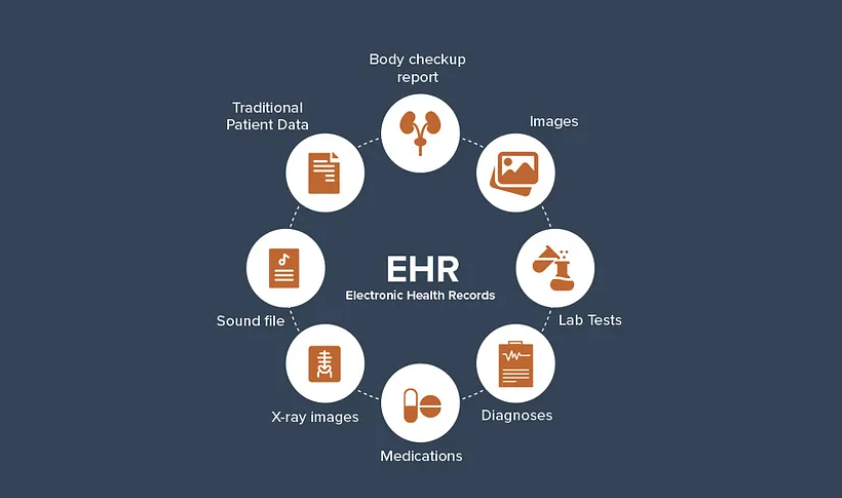 Body checkup
report
Traditional
Patient Data
Images
EHR
Electronic Health Records
Sound file
Lab Tests
X-ray images
Diagnoses
Medications